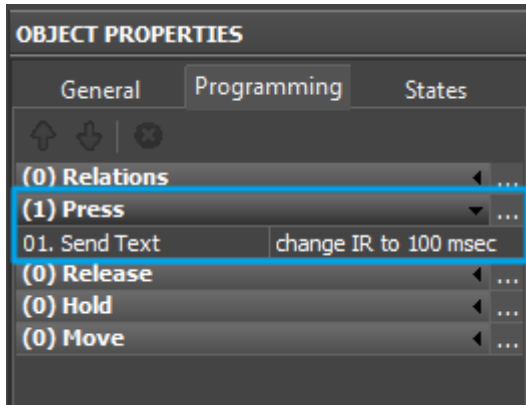 OBJECT PROPERTIES
General Programming States
(0) Relations ...
(1) Press ...
01. Send Text change IR to 100 msec
(0) Release ...
(0) Hold ...
(0) Move ...